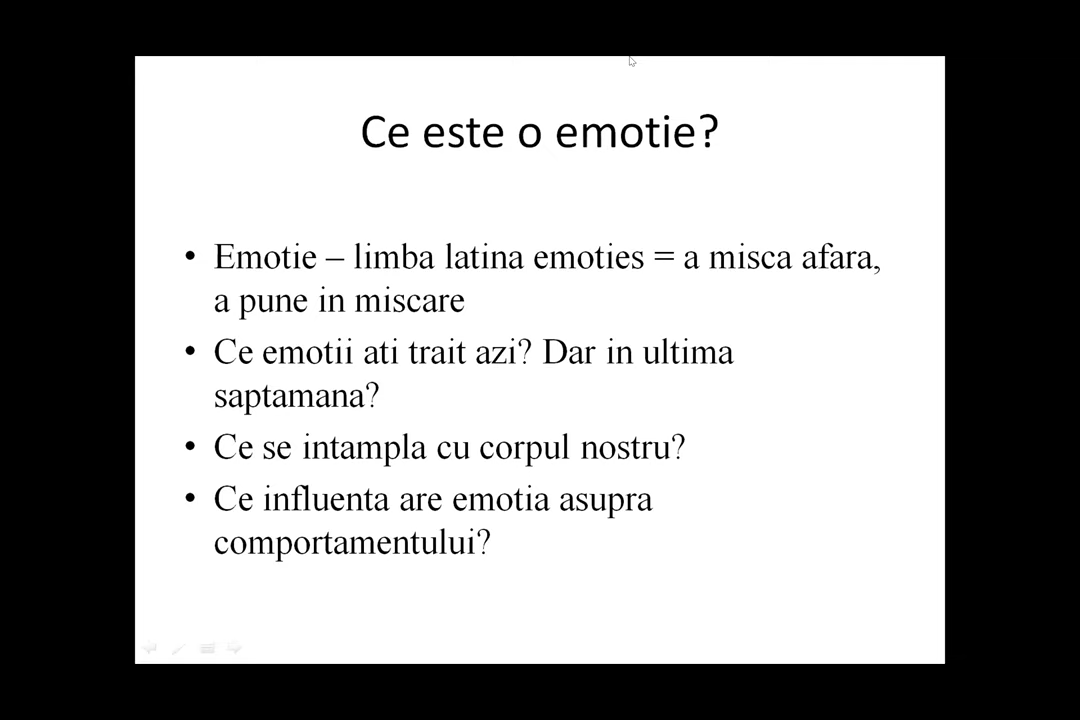 Ce este o emotie?
• Emotie – limba latina emoties = a misca afara,
a pune in miscare
• Ce emotii ati trait azi? Dar in ultima
saptamana?
• Ce se intampla cu corpul nostru?
• Ce influenta are emotia asupra
comportamentului?